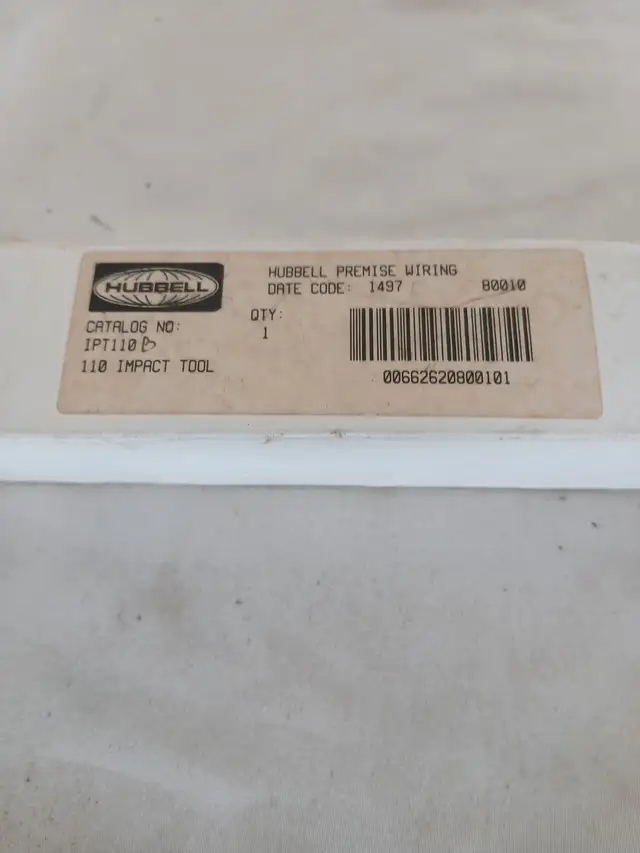 HUBBELL
HUBBELL PREMISE WIRING
DATE CODE: 1497 80010
QTY:
1
CATALOG NO:
IPT110 B
110 IMPACT TOOL
00662620800101